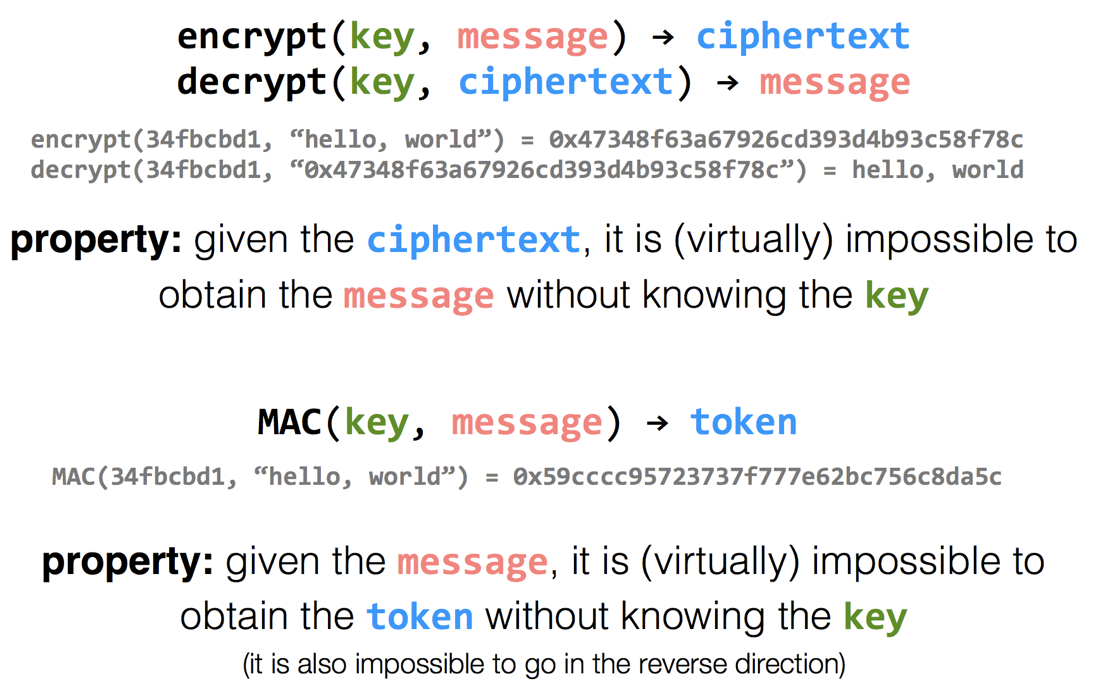 encrypt(key, message) → ciphertext
decrypt(key, ciphertext) → message
encrypt(34fbcbd1, “hello, world”) = 0x47348f63a67926cd393d4b93c58f78c
decrypt(34fbcbd1, “0x47348f63a67926cd393d4b93c58f78c”) = hello, world
property: given the ciphertext, it is (virtually) impossible to
obtain the message without knowing the key
MAC(key, message) → token
MAC(34fbcbd1, “hello, world”) = 0x59cccc95723737f777e62bc756c8da5c
property: given the message, it is (virtually) impossible to
obtain the token without knowing the key
(it is also impossible to go in the reverse direction)